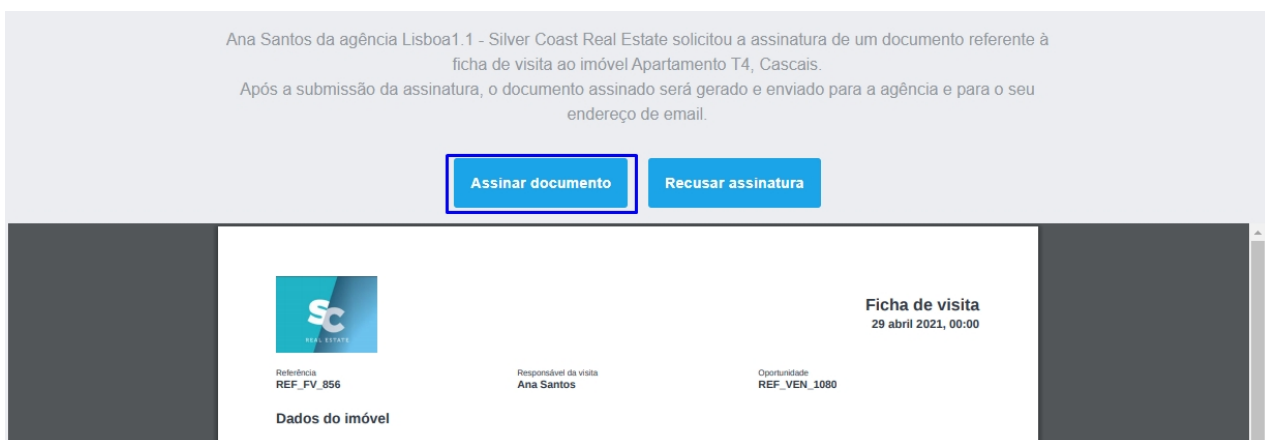 Ana Santos da agência Lisboa1.1 - Silver Coast Real Estate solicitou a assinatura de um documento referente à
ficha de visita ao imóvel Apartamento T4, Cascais.
Após a submissão da assinatura, o documento assinado será gerado e enviado para a agência e para o seu
endereço de email.
Assinar documento
Recusar assinatura
SC
REAL ESTATE
Ficha de visita
29 abril 2021, 00:00
Referência
REF_FV_856
Responsável da visita
Ana Santos
Oportunidade
REF_VEN_1080
Dados do imóvel